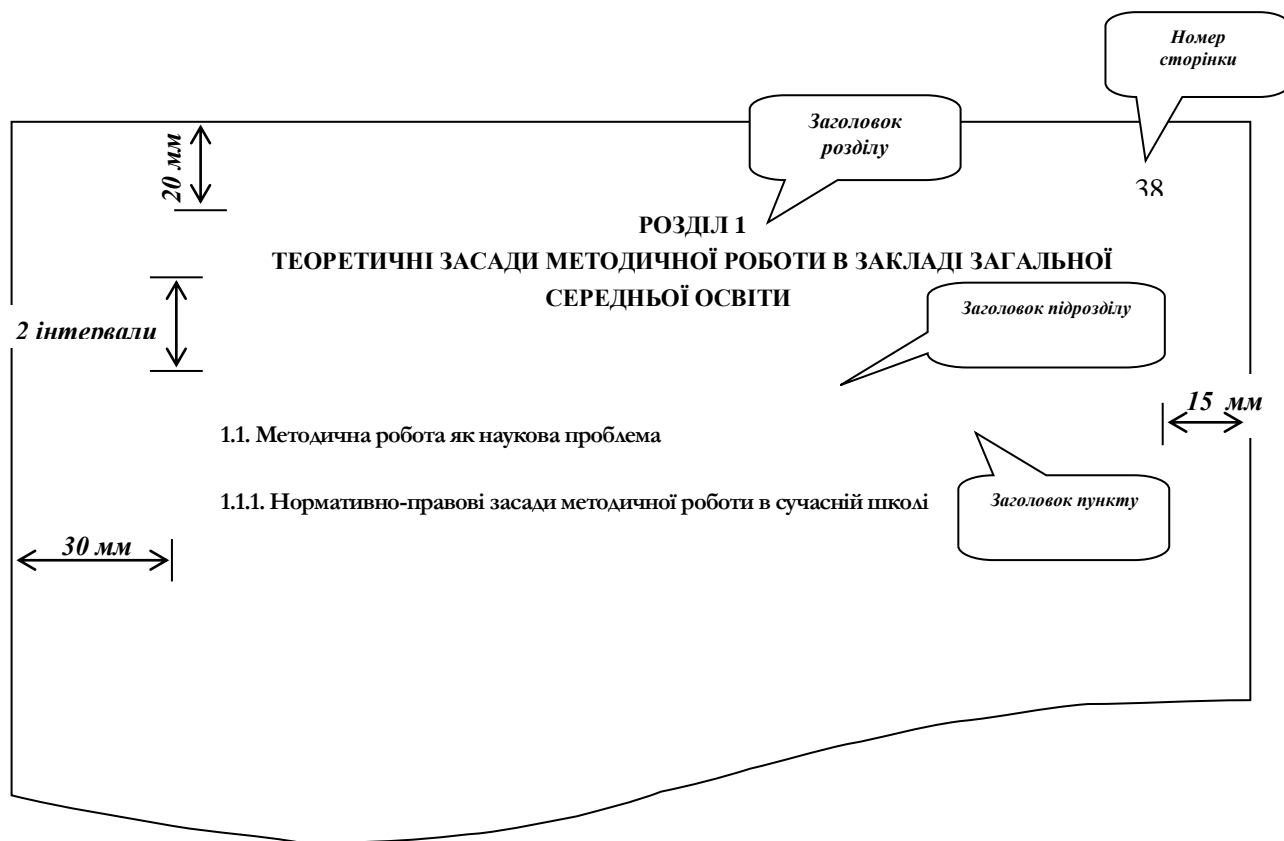 Номер
сторінки
Заголовок
розділу
20 мм
38
РОЗДІЛ 1
ТЕОРЕТИЧНІ ЗАСАДИ МЕТОДИЧНОЇ РОБОТИ В ЗАКЛАДІ ЗАГАЛЬНОЇ
СЕРЕДНЬОЇ ОСВІТИ
Заголовок підрозділу
2 інтервали
15 мм
1.1. Методична робота як наукова проблема
1.1.1. Нормативно-правові засади методичної роботи в сучасній школі
Заголовок пункту
30 мм